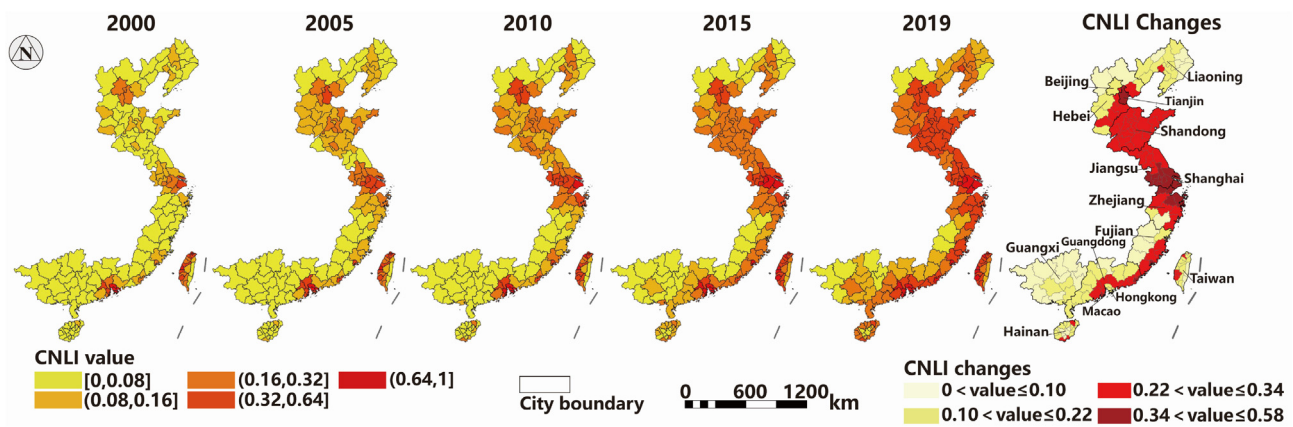 2000
2005
2010
2015
2019
CNLI Changes
N
Beijing
Liaoning
Tianjin
Hebei
Shandong
Jiangsu
Shanghai
Zhejiang
Fujian
Guangxi
Guangdong
Taiwan
Hongkong
Macao
Hainan
CNLI value
[0,0.08]
(0.16,0.32]
(0.64,1]
(0.08,0.16]
(0.32,0.64]
City boundary
0 600 1200
km
CNLI changes
0 < value≤0.10
0.22 < value≤0.34
0.10 < value≤0.22
0.34 < value≤0.58